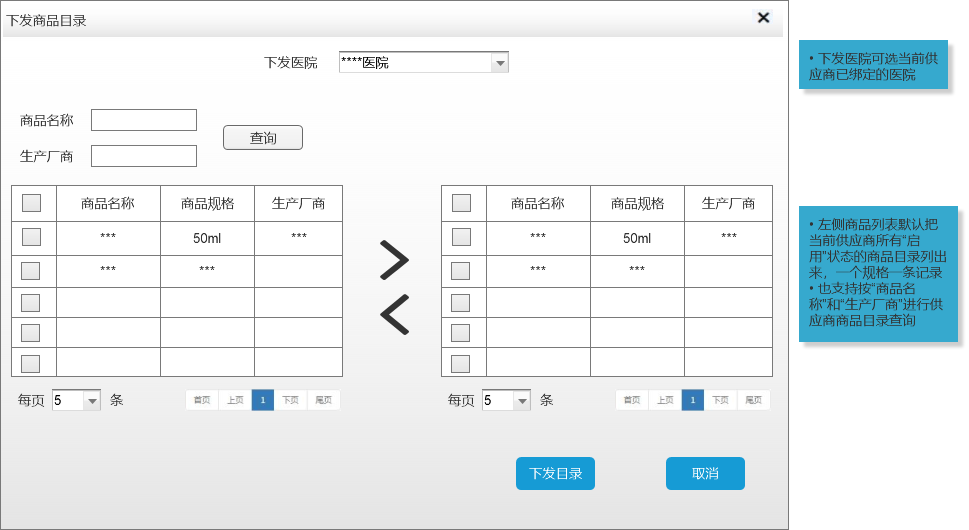 下发商品目录
下发医院 ****医院
商品名称
生产厂商
查询
商品名称 商品规格 生产厂商
*** 50ml ***
*** ***
每页 5 条 首页 上页 1 下页 尾页
商品名称 商品规格 生产厂商
*** 50ml ***
*** ***
每页 5 条 首页 上页 1 下页 尾页
下发目录 取消
• 下发医院可选当前供
应商已绑定的医院
• 左侧商品列表默认把
当前供应商所有“启
用”状态的商品目录列出
来，一个规格一条记录
• 也支持按“商品名
称”和“生产厂商”进行供
应商商品目录查询